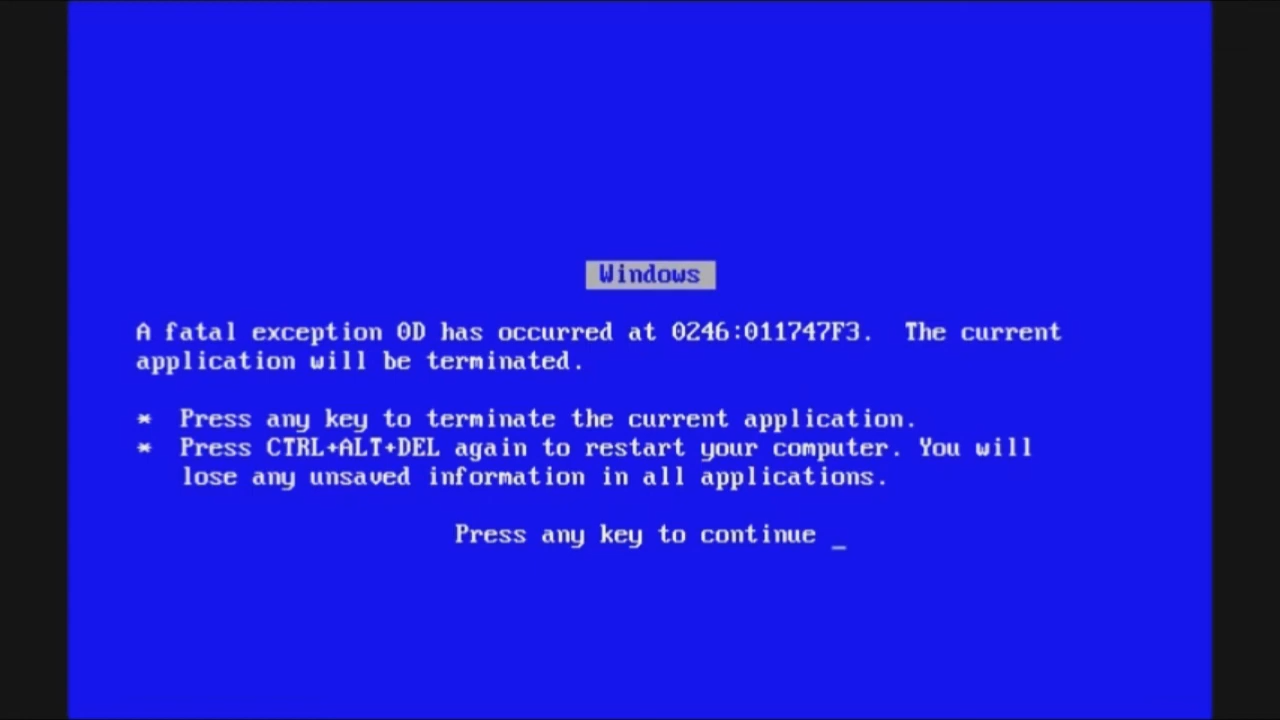 Windows
A fatal exception 0D has occurred at 0246:011747F3.  The current
application will be terminated.
*  Press any key to terminate the current application.
*  Press CTRL+ALT+DEL again to restart your computer. You will
lose any unsaved information in all applications.
Press any key to continue _